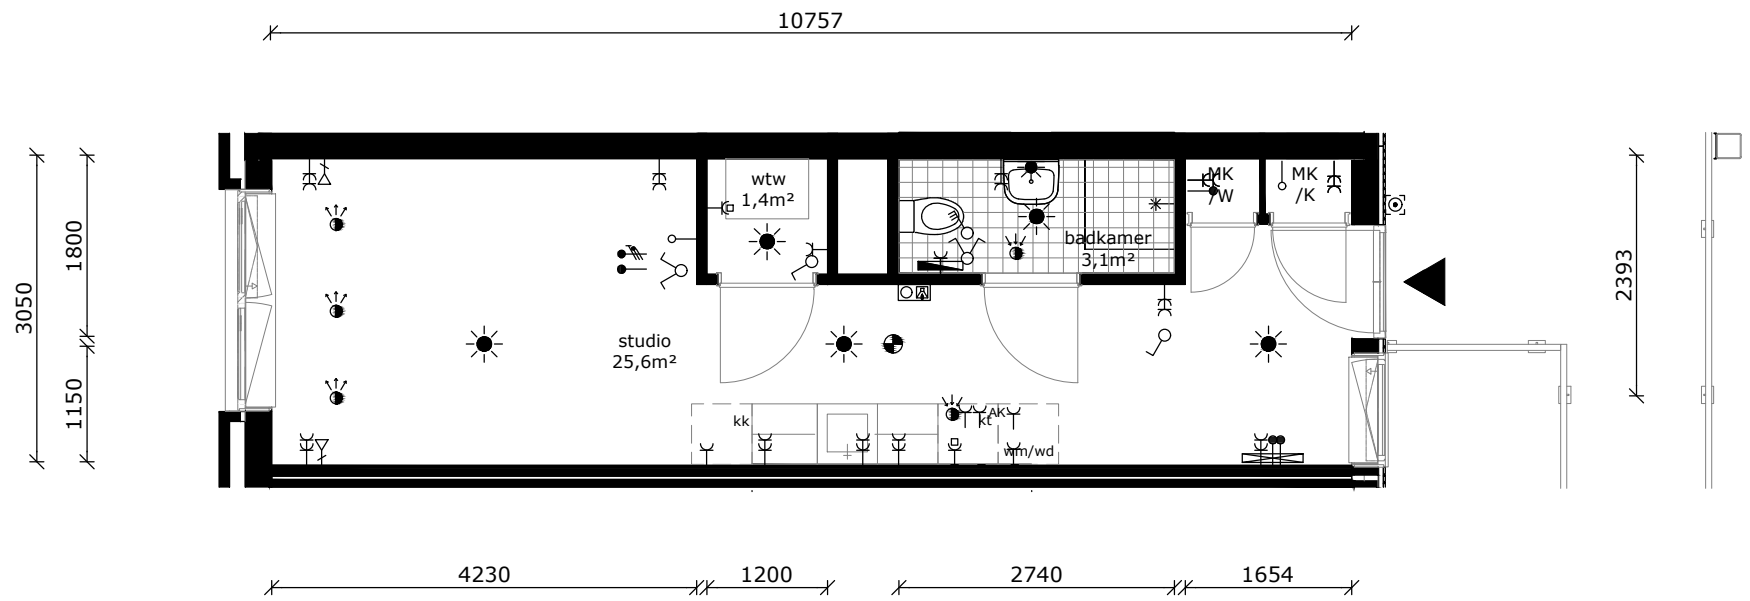 10757
3050
1800
1150
2393
wtw
1,4m²
MK
/W
MK
/K
badkamer
3,1m²
studio
25,6m²
kk
AK
kt
wm/wd
4230
1200
2740
1654